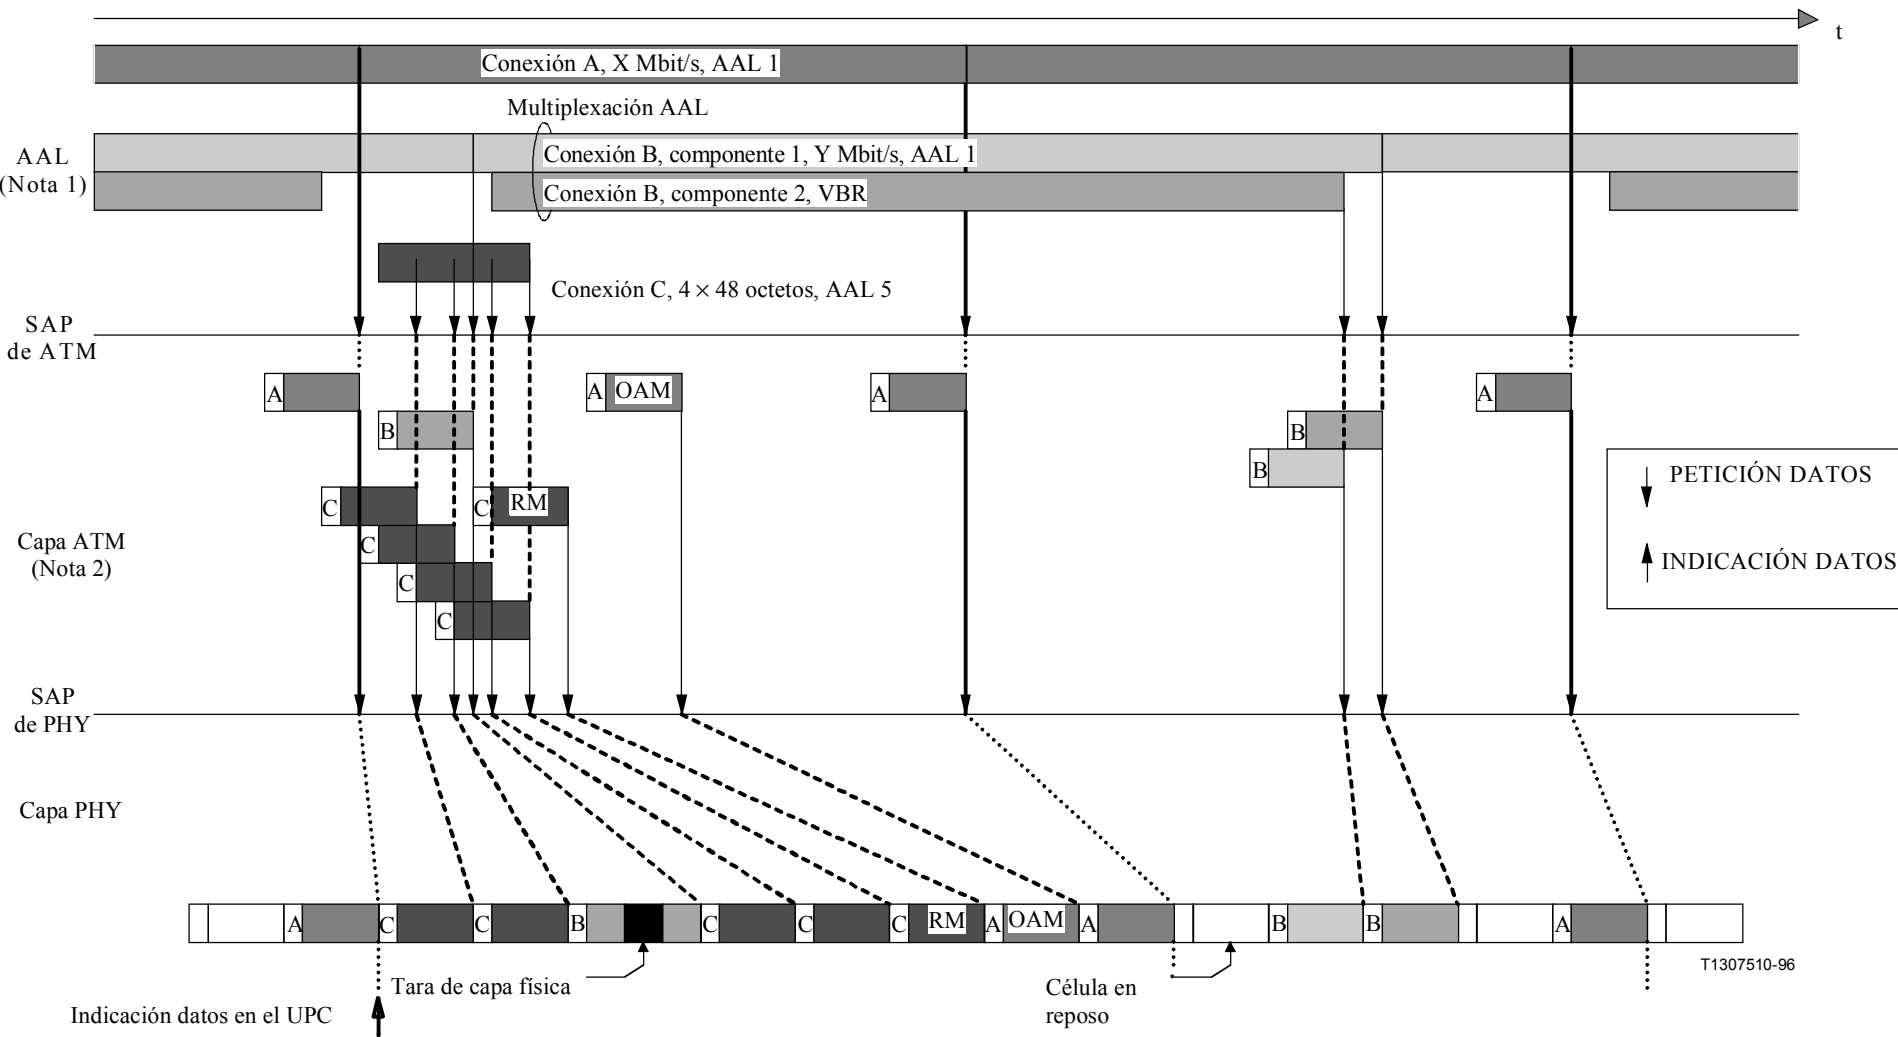 t
Conexión A, X Mbit/s, AAL 1
Multiplexación AAL
AAL
(Nota 1)
Conexión B, componente 1, Y Mbit/s, AAL 1
Conexión B, componente 2, VBR
Conexión C, 4 × 48 octetos, AAL 5
SAP
de ATM
A
A OAM
A
A
B
B
B
C
C RM
C
C
C
Capa ATM
(Nota 2)
PETICIÓN DATOS
INDICACIÓN DATOS
SAP
de PHY
Capa PHY
A C C B C C C RM A OAM A B B A
T1307510-96
Tara de capa física
Célula en
reposo
Indicación datos en el UPC